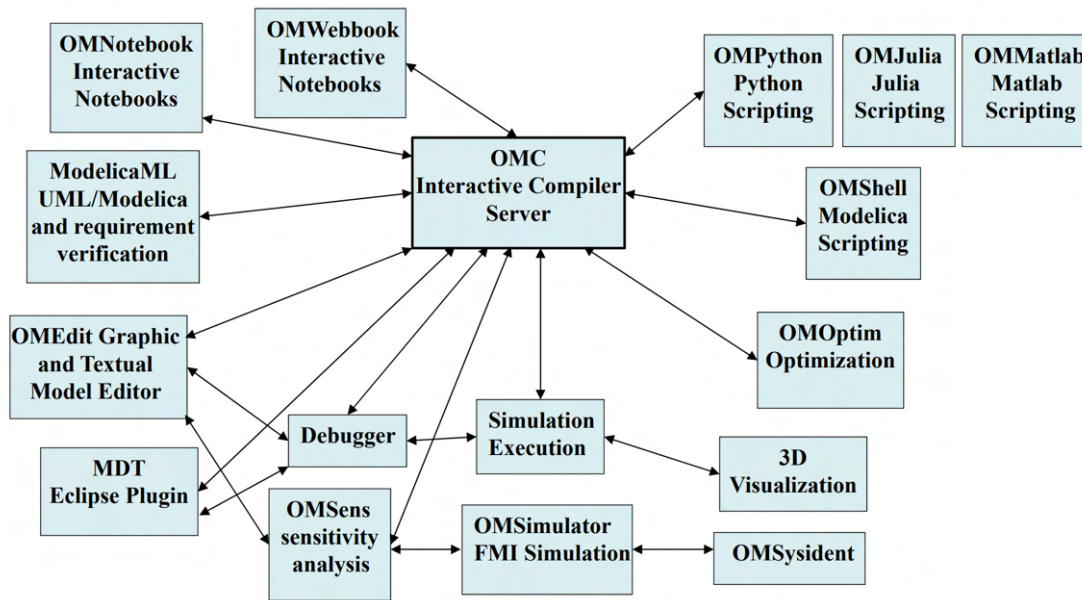 OMNotebook
Interactive
Notebooks
OMWebbook
Interactive
Notebooks
OMPython
Python
Scripting
OMJulia
Julia
Scripting
OMMatlab
Matlab
Scripting
OMC
Interactive Compiler
Server
ModelicaML
UML/Modelica
and requirement
verification
OMShell
Modelica
Scripting
OMEdit Graphic
and Textual
Model Editor
OMOptim
Optimization
Debugger
Simulation
Execution
MDT
Eclipse Plugin
3D
Visualization
OMSens
sensitivity
analysis
OMSimulator
FMI Simulation
OMSysident